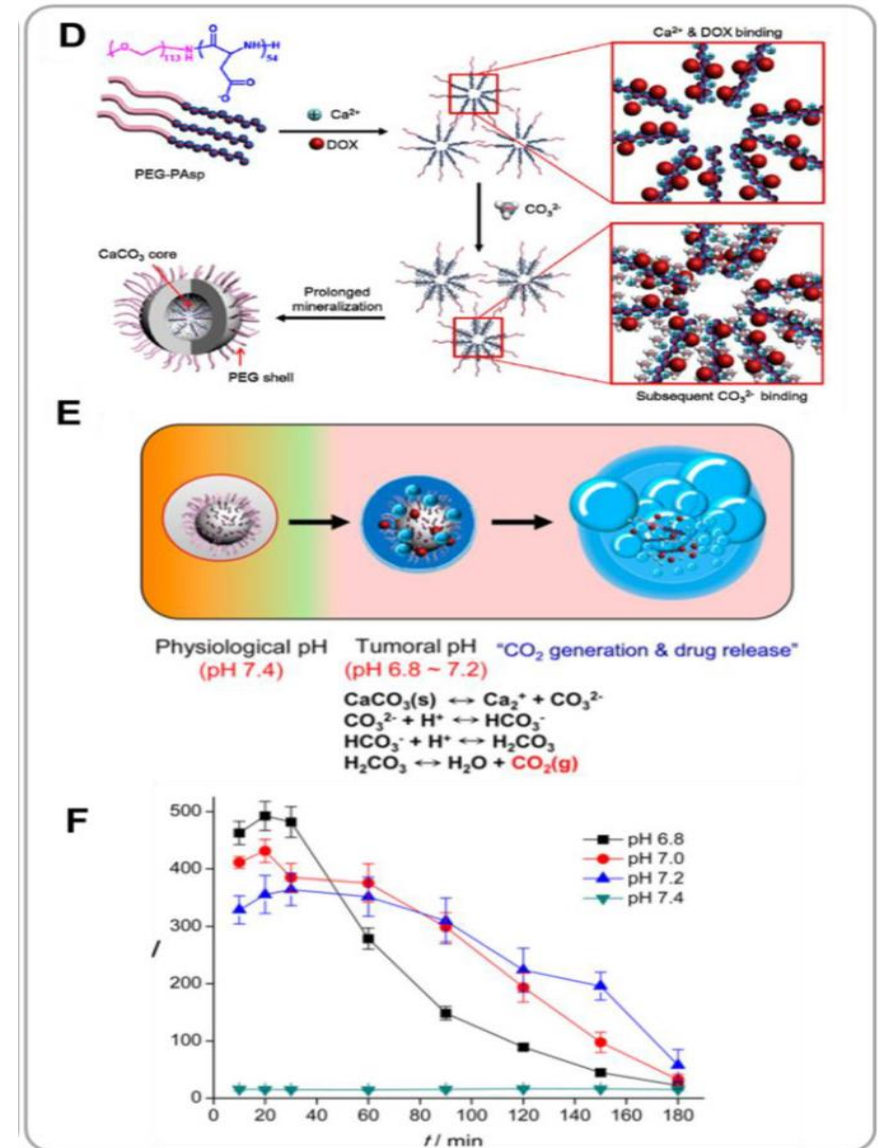 D
( O ) 113 N H ( O NH ) H 54
O
O-
Ca2+ & DOX binding
Ca2+
DOX
PEG-PAsp
CO32-
CaCO3 core
Prolonged
mineralization
PEG shell
Subsequent CO32- binding
E
Physiological pH
(pH 7.4)
Tumoral pH
(pH 6.8 ~ 7.2)
"CO2 generation & drug release"
CaCO3(s) ↔ Ca2+ + CO32-
CO32- + H+ ↔ HCO3-
HCO3- + H+ ↔ H2CO3
H2CO3 ↔ H2O + CO2(g)
F
500
400
300
200
100
0
I
pH 6.8
pH 7.0
pH 7.2
pH 7.4
0 20 40 60 80 100 120 140 160 180
t / min